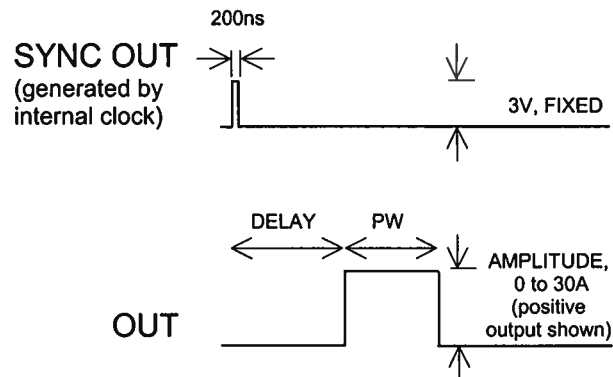 200ns
SYNC OUT
(generated by
internal clock)
3V, FIXED
DELAY
PW
AMPLITUDE,
0 to 30A
(positive
output shown)
OUT